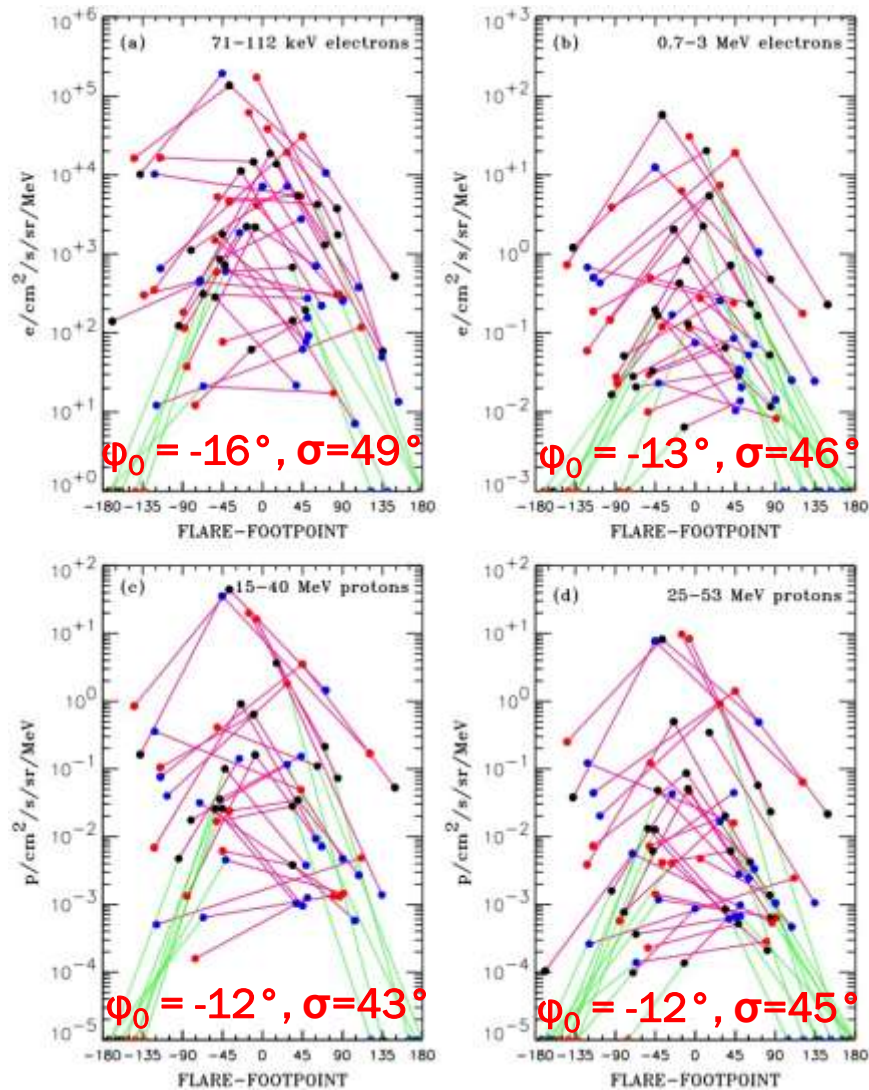 (a) 71−112 keV electrons
10+6
10+5
10+4
10+3
10+2
10+1
10+0
e/cm²/s/sr/MeV
φ₀ = -16°, σ=49°
-180 -135 -90 -45 0 45 90 135 180
FLARE−FOOTPOINT
(b) 0.7−3 MeV electrons
10+3
10+2
10+1
10⁰
10−1
10−2
10−3
e/cm²/s/sr/MeV
φ₀ = -13°, σ=46°
-180 -135 -90 -45 0 45 90 135 180
FLARE−FOOTPOINT
(c) 15−40 MeV protons
10+2
10+1
10⁰
10−1
10−2
10−3
10−4
10−5
p/cm²/s/sr/MeV
φ₀ = -12°, σ=43°
-180 -135 -90 -45 0 45 90 135 180
FLARE−FOOTPOINT
(d) 25−53 MeV protons
10+2
10+1
10⁰
10−1
10−2
10−3
10−4
10−5
p/cm²/s/sr/MeV
φ₀ = -12°, σ=45°
-180 -135 -90 -45 0 45 90 135 180
FLARE−FOOTPOINT